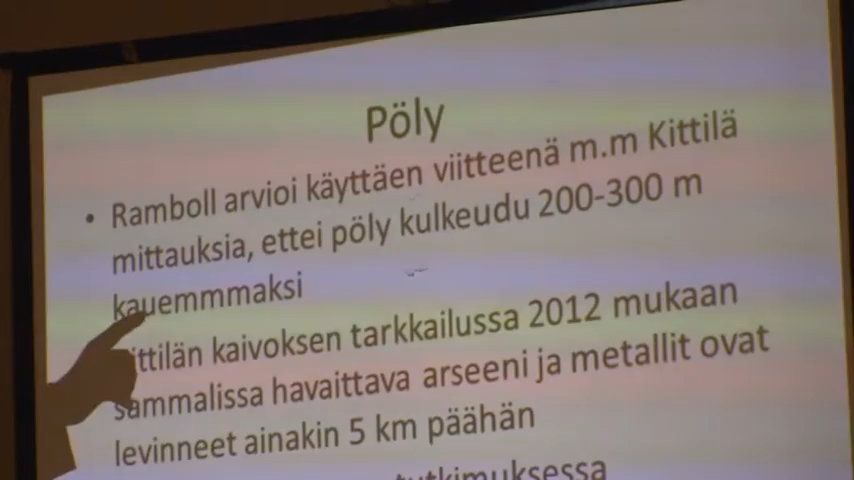 Pöly
• Ramboll arvioi käyttäen viitteenä m.m Kittilä
mittauksia, ettei pöly kulkeudu 200-300 m
kauemmmaksi
ittilän kaivoksen tarkkailussa 2012 mukaan
sammalissa havaittava arseeni ja metallit ovat
levinneet ainakin 5 km päähän
tutkimuksessa